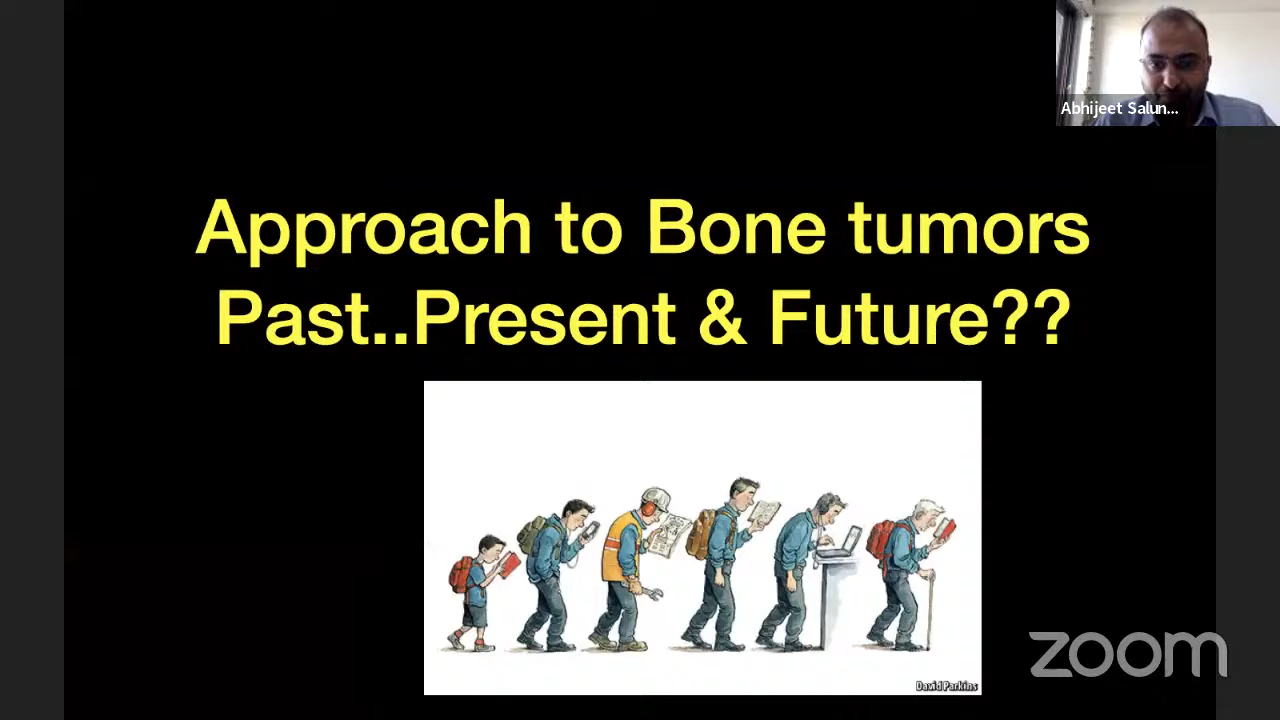 Abhijeet Salun...
Approach to Bone tumors
Past..Present & Future??
David Parkins
zoom